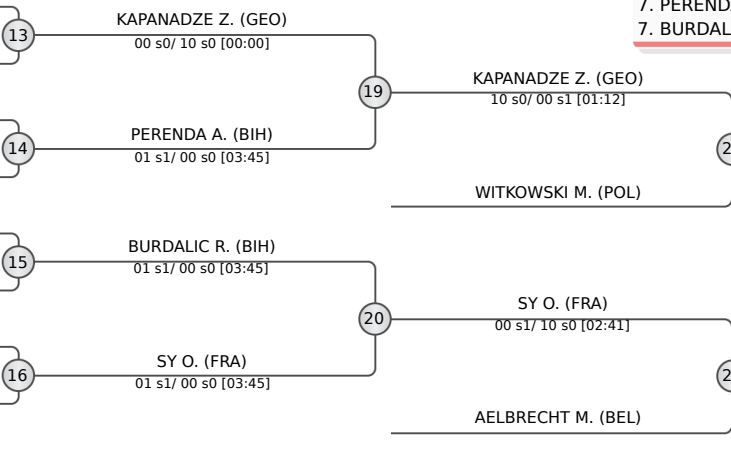 7. PERENDA
7. BURDAL
13
KAPANADZE Z. (GEO)
00 s0/ 10 s0 [00:00]
19
KAPANADZE Z. (GEO)
10 s0/ 00 s1 [01:12]
14
PERENDA A. (BIH)
01 s1/ 00 s0 [03:45]
2
WITKOWSKI M. (POL)
15
BURDALIC R. (BIH)
01 s1/ 00 s0 [03:45]
20
SY O. (FRA)
00 s1/ 10 s0 [02:41]
16
SY O. (FRA)
01 s1/ 00 s0 [03:45]
2
AELBRECHT M. (BEL)